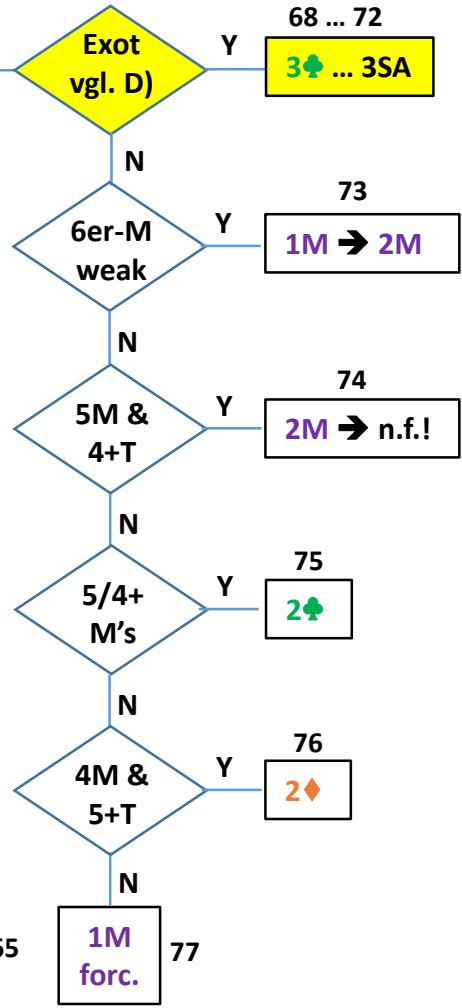 68 ... 72
Exot
vgl. D)
Y
3♣ ... 3SA
N
73
6er-M
weak
Y
1M ➔ 2M
N
74
5M &
4+T
Y
2M ➔ n.f.!
N
75
5/4+
M's
Y
2♣
N
76
4M &
5+T
Y
2♦
N
1M
forc.
77